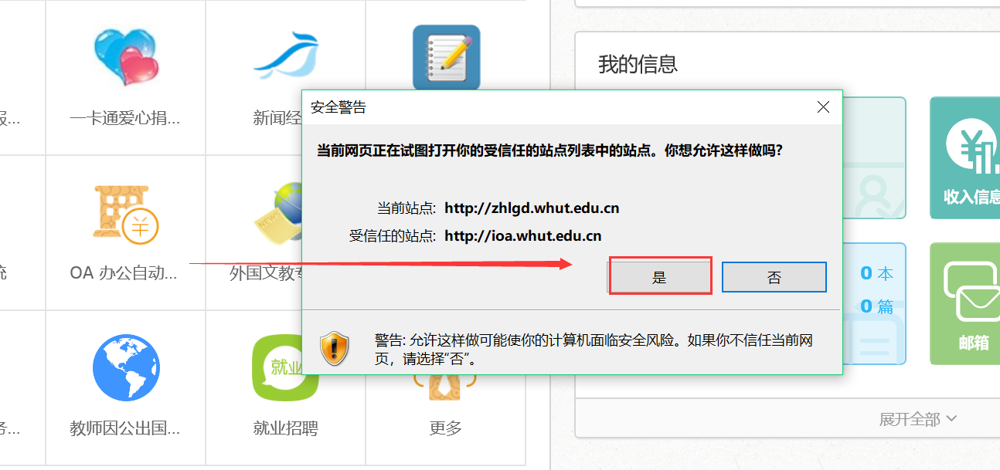 我的信息
报...
一卡通爱心捐...
新闻经
安全警告
当前网页正在试图打开你的受信任的站点列表中的站点。你想允许这样做吗?
当前站点: http://zhlgd.whut.edu.cn
受信任的站点: http://ioa.whut.edu.cn
是
否
警告: 允许这样做可能使你的计算机面临安全风险。如果你不信任当前网
页，请选择“否”。
收入信息
NEWS
统
OA 办公自动...
外国文教专
0 本
0 篇
邮箱
就业
务...
教师因公出国...
就业招聘
更多
展开全部